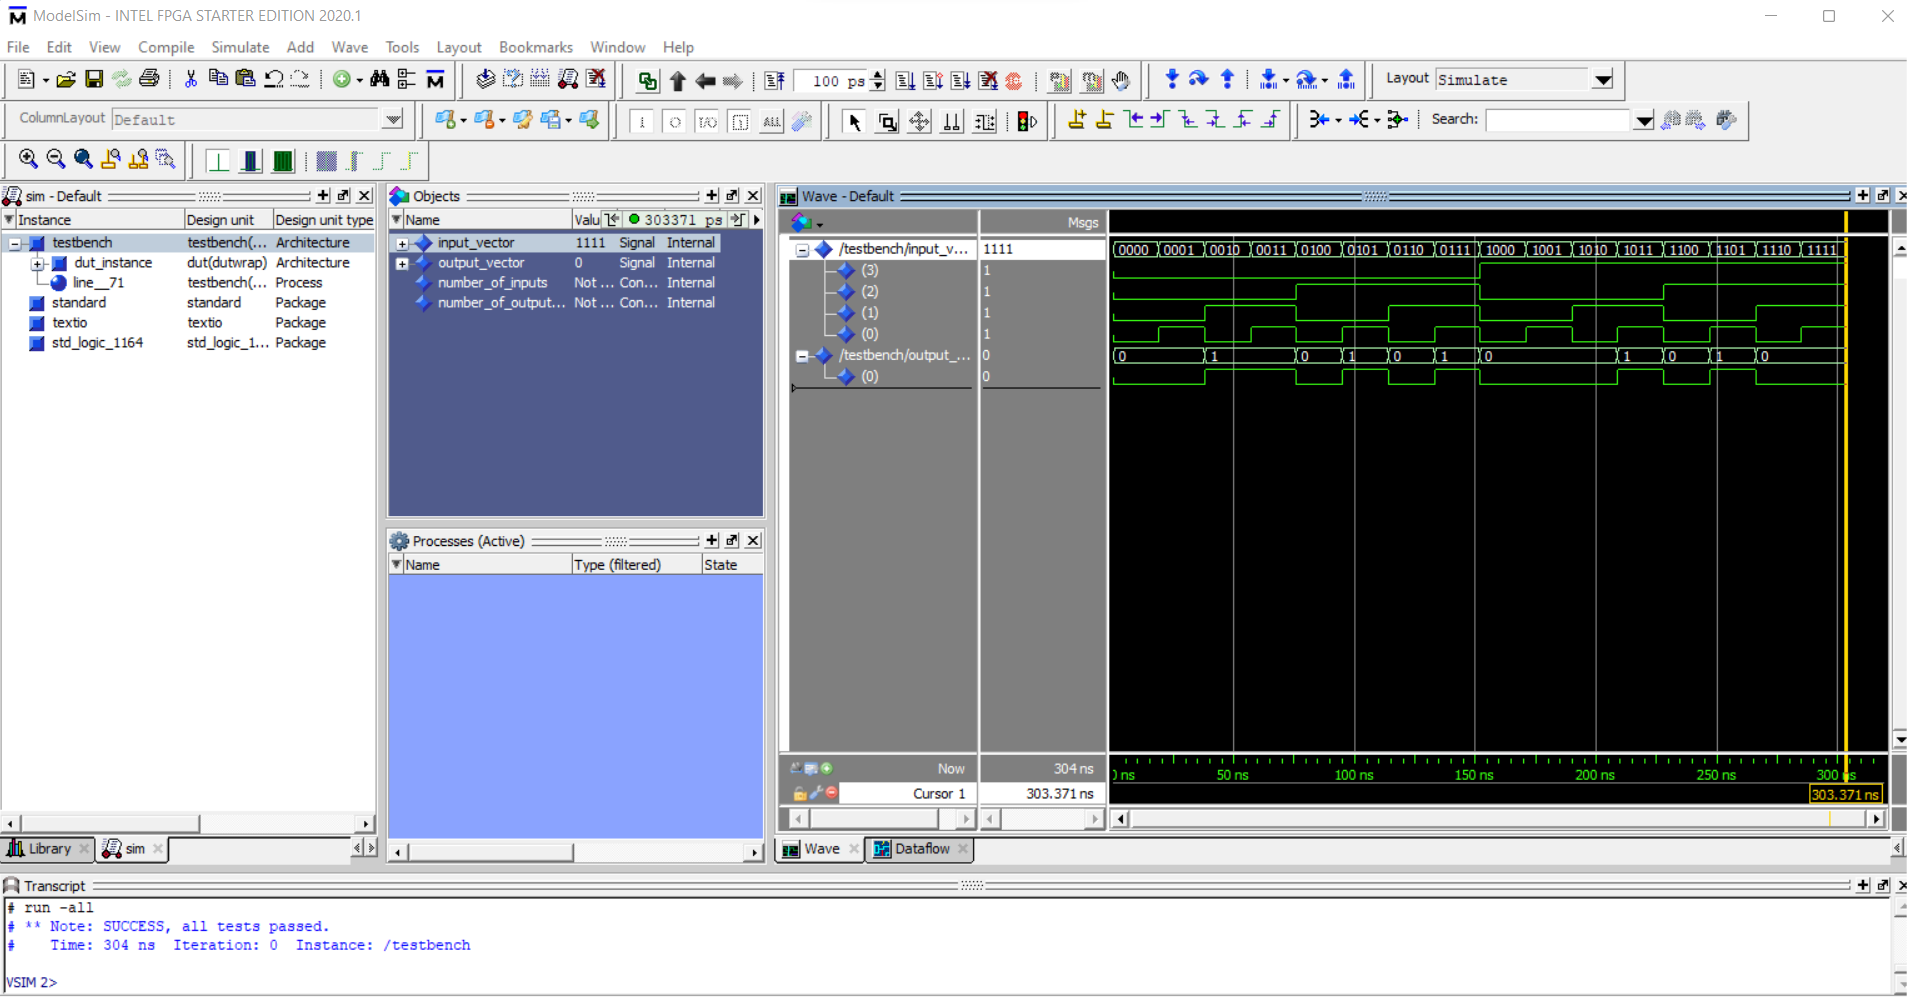 ModelSim - INTEL FPGA STARTER EDITION 2020.1
File Edit View Compile Simulate Add Wave Tools Layout Bookmarks Window Help
100 ps
Layout Simulate
ColumnLayout Default
Search:
sim - Default
Instance Design unit Design unit type
testbench testbench(... Architecture
dut_instance dut(dutwrap) Architecture
line__71 testbench(... Process
standard standard Package
textio textio Package
std_logic_1164 std_logic_1... Package
Library sim
Objects
Name Valu 303371 ps
input_vector 1111 Signal Internal
output_vector 0 Signal Internal
number_of_inputs Not ... Con... Internal
number_of_output... Not ... Con... Internal
Processes (Active)
Name Type (filtered) State
Wave - Default
Msgs
/testbench/input_v... 1111 0000 0001 0010 0011 0100 0101 0110 0111 1000 1001 1010 1011 1100 1101 1110 1111
(3) 1
(2) 1
(1) 1
(0) 1
/testbench/output_... 0 0 1 0 1 0 1 0 1 0 1 0
(0) 0
Now 304 ns ns 50 ns 100 ns 150 ns 200 ns 250 ns 300 ns
Cursor 1 303.371 ns 303.371 ns
Wave Dataflow
Transcript
# run -all
# ** Note: SUCCESS, all tests passed.
# Time: 304 ns Iteration: 0 Instance: /testbench
VSIM 2>